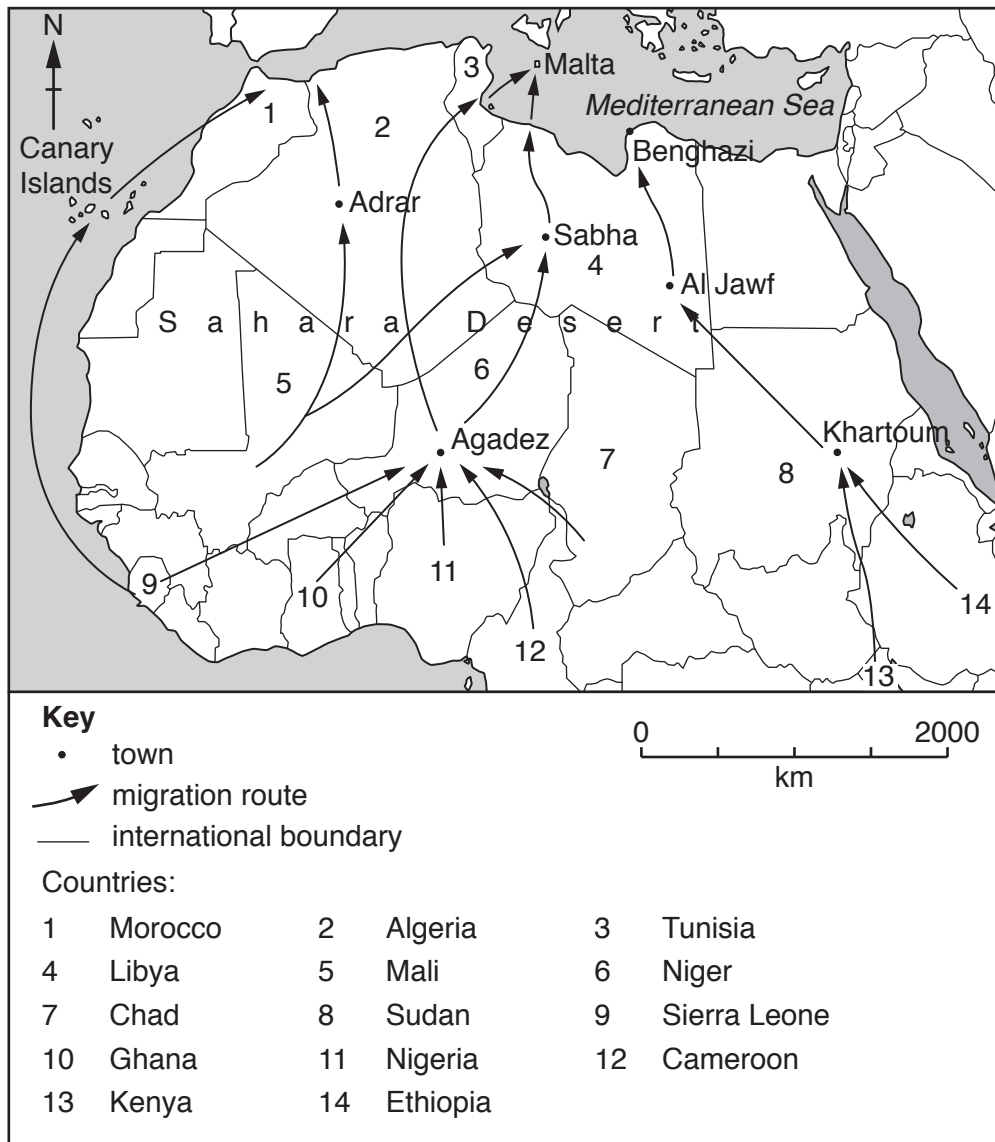 N
Malta
3
Mediterranean Sea
1
2
Canary
Islands
Benghazi
Adrar
Sabha
4
Al Jawf
Sahara Desert
6
5
Agadez
Khartoum
7
8
9
10
11
12
13
14
Key
town
migration route
international boundary
0 2000
km
Countries:
1 Morocco 2 Algeria 3 Tunisia
4 Libya 5 Mali 6 Niger
7 Chad 8 Sudan 9 Sierra Leone
10 Ghana 11 Nigeria 12 Cameroon
13 Kenya 14 Ethiopia